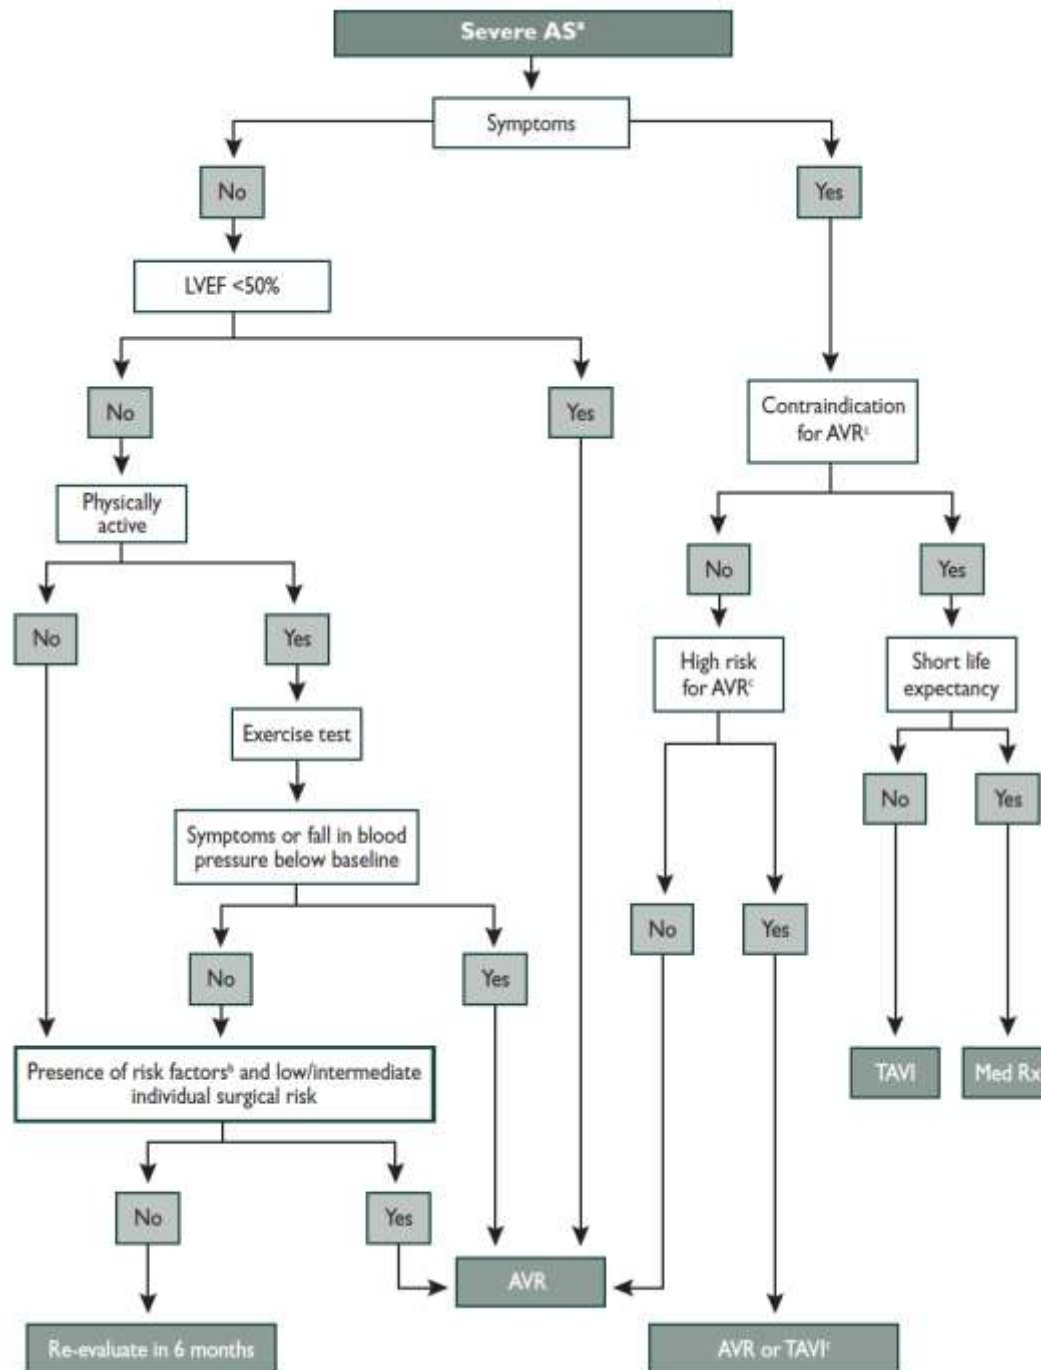 Severe ASᵃ
Symptoms
No
Yes
LVEF <50%
No
Yes
Contraindication
for AVRᶜ
Physically
active
No
Yes
No
Yes
High risk
for AVRᶜ
Short life
expectancy
Exercise test
No
Yes
Symptoms or fall in blood
pressure below baseline
No
Yes
No
Yes
Presence of risk factorsᵇ and low/intermediate
individual surgical risk
TAVI
Med Rx
No
Yes
AVR
Re-evaluate in 6 months
AVR or TAVIᶜ